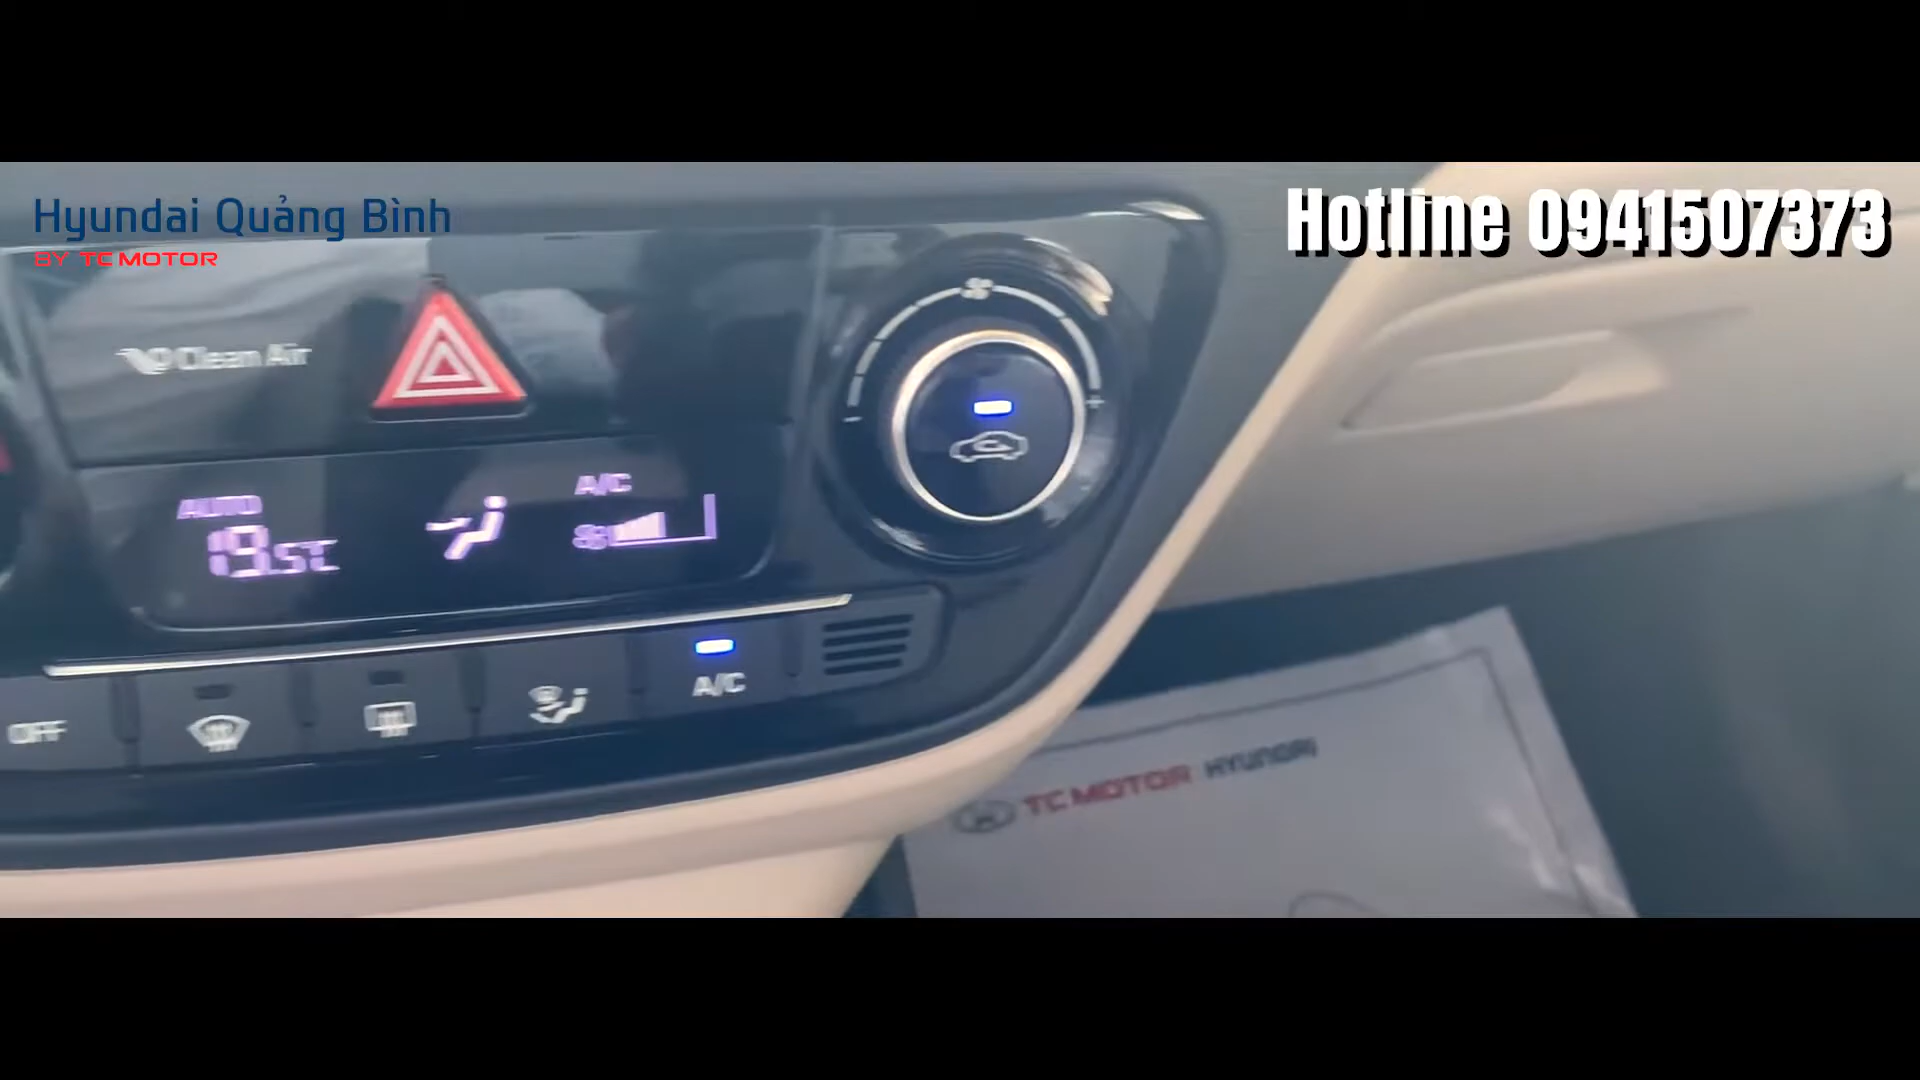 Hyundai Quảng Bình
BY TC MOTOR
Hotline 0941507373
Clean Air
AUTO
A/C
OFF
A/C
TC MOTOR HYUNDAI